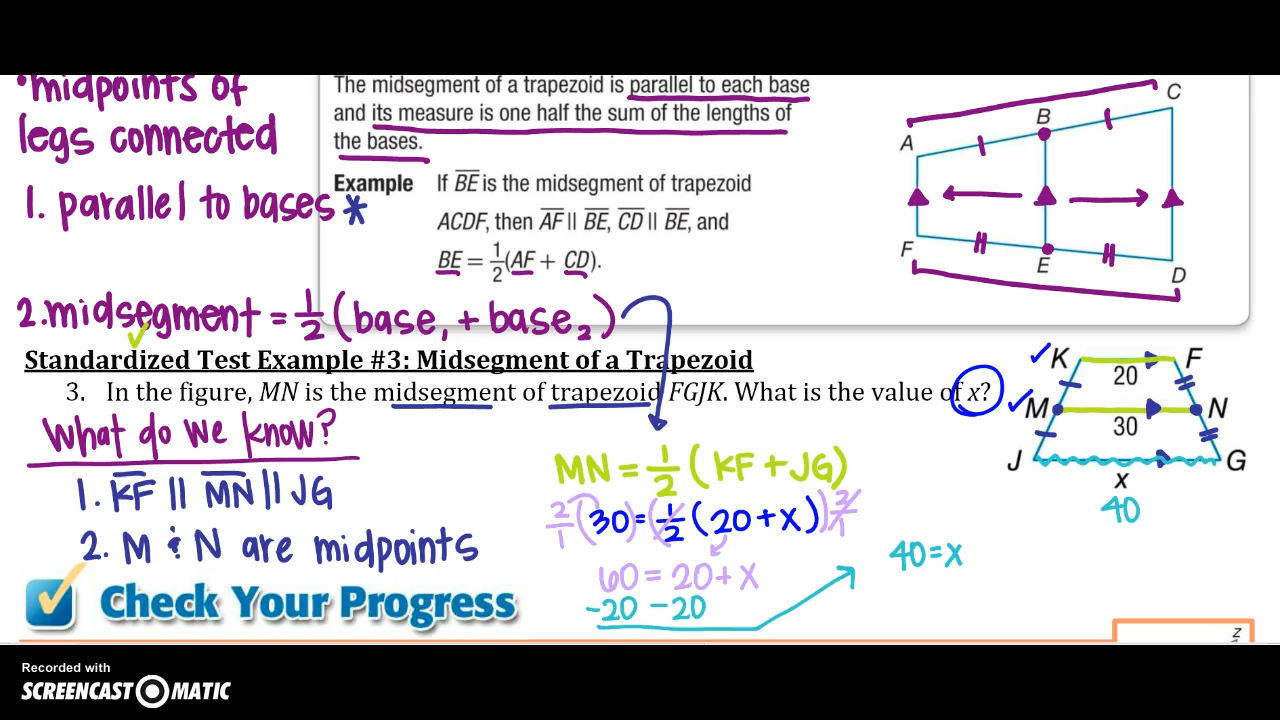 •midpoints of
legs connected
1. parallel to bases *
2. midsegment = 1/2 (base₁ + base₂)
The midsegment of a trapezoid is parallel to each base
and its measure is one half the sum of the lengths of
the bases.
Example If BE is the midsegment of trapezoid
ACDF, then AF || BE, CD || BE, and
BE = 1/2(AF + CD).
A
B
C
F
E
D
Standardized Test Example #3: Midsegment of a Trapezoid
3. In the figure, MN is the midsegment of trapezoid FGJK. What is the value of x?
What do we know?
1. KF || MN || JG
2. M & N are midpoints
MN = 1/2 (KF + JG)
2/1 (30) = (1/2 (20 + x)) 2/1
60 = 20 + x
-20 -20
40 = x
K
F
20
M
N
30
J
G
x
40
Check Your Progress
z
Recorded with
SCREENCAST-O-MATIC